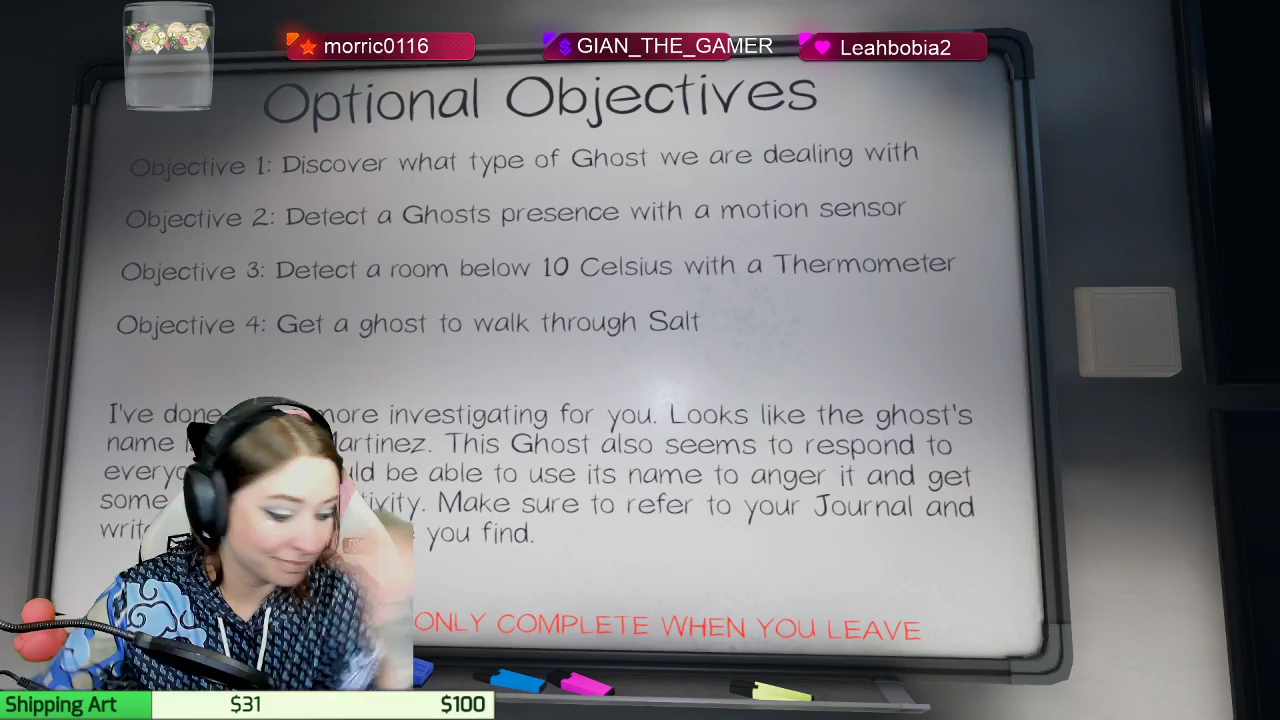 morric0116 GIAN_THE_GAMER Leahbobia2
Optional Objectives
Objective 1: Discover what type of Ghost we are dealing with
Objective 2: Detect a Ghosts presence with a motion sensor
Objective 3: Detect a room below 10 Celsius with a Thermometer
Objective 4: Get a ghost to walk through Salt
I've done more investigating for you. Looks like the ghost's
name Martinez. This Ghost also seems to respond to
be able to use its name to anger it and get
some Make sure to refer to your Journal and
you find.
ONLY COMPLETE WHEN YOU LEAVE
Shipping Art $31 $100